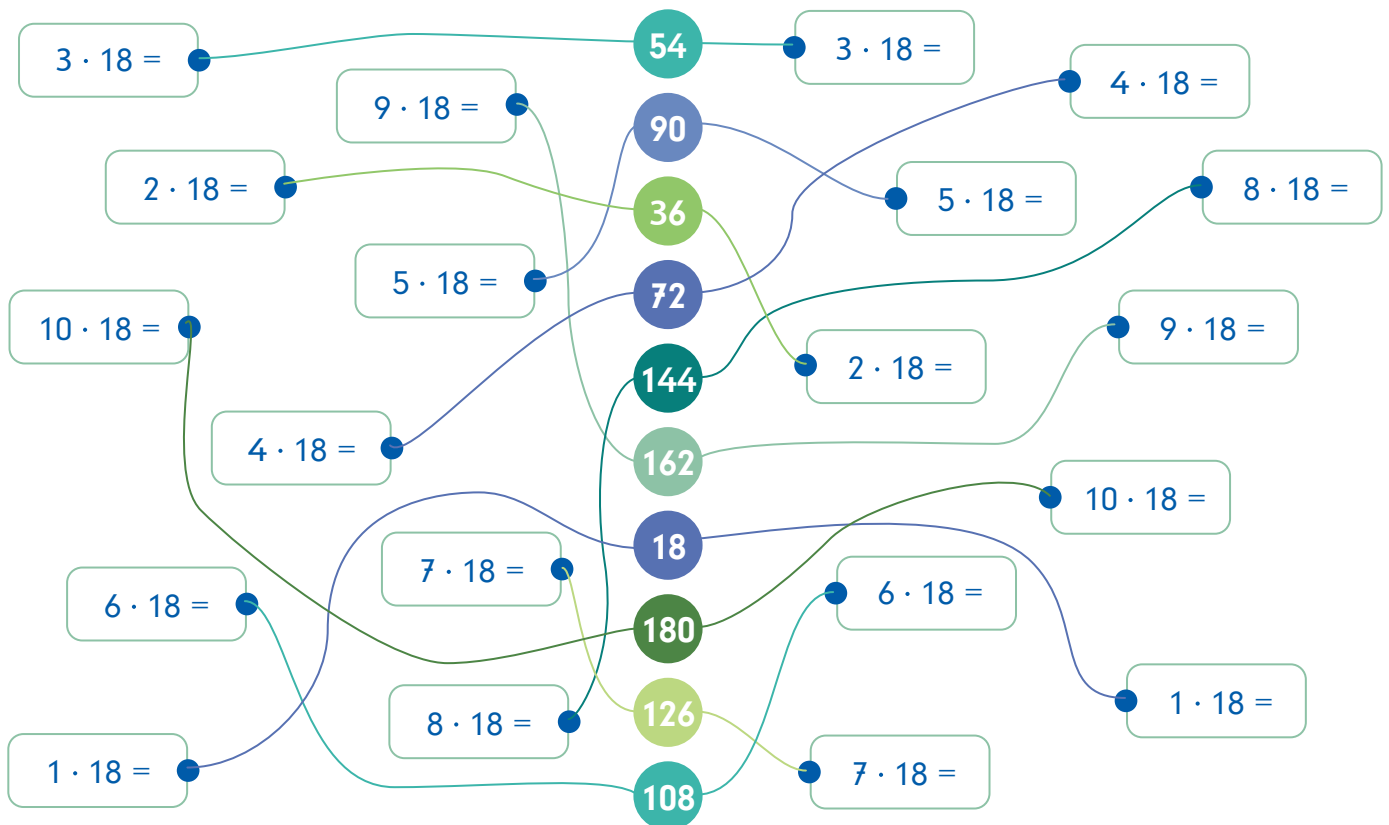 3 · 18 =
9 · 18 =
2 · 18 =
5 · 18 =
10 · 18 =
4 · 18 =
7 · 18 =
6 · 18 =
8 · 18 =
1 · 18 =
54
90
36
72
144
162
18
180
126
108
3 · 18 =
4 · 18 =
5 · 18 =
8 · 18 =
9 · 18 =
2 · 18 =
10 · 18 =
6 · 18 =
1 · 18 =
7 · 18 =